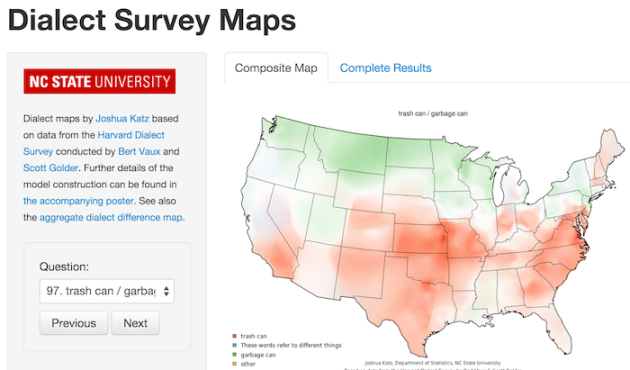 Dialect Survey Maps
NC STATE UNIVERSITY
Dialect maps by Joshua Katz based
on data from the Harvard Dialect
Survey conducted by Bert Vaux and
Scott Golder. Further details of the
model construction can be found in
the accompanying poster. See also
the aggregate dialect difference map.
Question:
97. trash can / garba
Previous
Next
Composite Map
Complete Results
trash can / garbage can
trash can
These words refer to different things
garbage can
other
Joshua Katz, Department of Statistics, NC State University